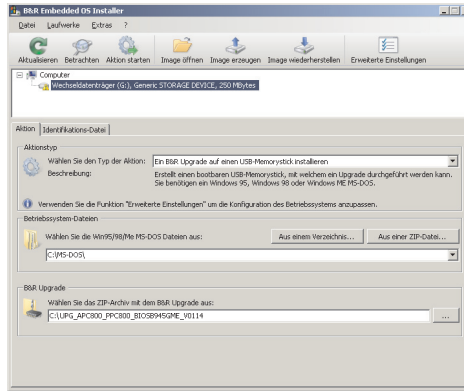 B&R Embedded OS Installer
Datei Laufwerke Extras ?
Aktualisieren Betrachten Aktion starten Image öffnen Image erzeugen Image wiederherstellen Erweiterte Einstellungen
Computer
Wechseldatenträger (G:), Generic STORAGE DEVICE, 250 MBytes
Aktion Identifikations-Datei
Aktionstyp
Wählen Sie den Typ der Aktion: Ein B&R Upgrade auf einen USB-Memorystick installieren
Beschreibung: Erstellt einen bootbaren USB-Memorystick, mit welchem ein Upgrade durchgeführt werden kann.
Sie benötigen ein Windows 95, Windows 98 oder Windows ME MS-DOS.
Verwenden Sie die Funktion "Erweiterte Einstellungen" um die Konfiguration des Betriebssystems anzupassen.
Betriebssystem-Dateien
Wählen Sie die Win95/98/Me MS-DOS Dateien aus: Aus einem Verzeichnis... Aus einer ZIP-Datei...
C:\MS-DOS\
B&R Upgrade
Wählen Sie das ZIP-Archiv mit dem B&R Upgrade aus:
C:\UPG_APC800_PPC800_BIOSB945GME_V0114 ...